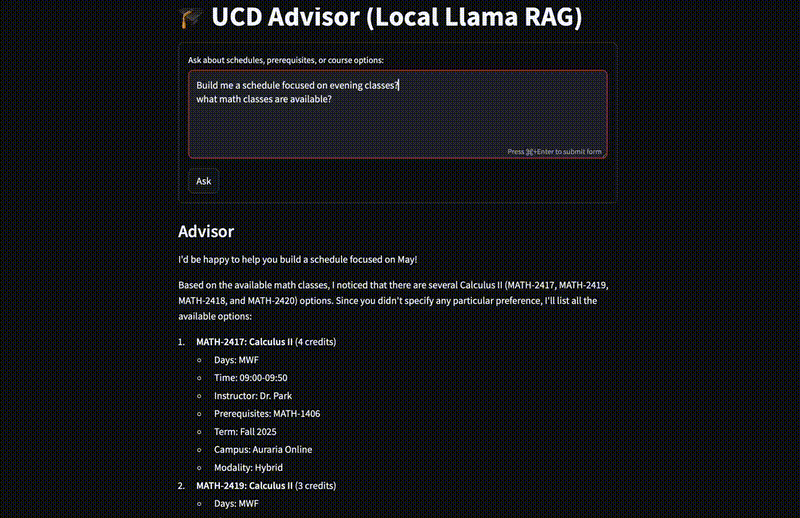 UCD Advisor (Local Llama RAG)
Ask about schedules, prerequisites, or course options:
Build me a schedule focused on evening classes?
what math classes are available?
Press ⌘+Enter to submit form
Ask
Advisor
I'd be happy to help you build a schedule focused on May!
Based on the available math classes, I noticed that there are several Calculus II (MATH-2417, MATH-2419,
MATH-2418, and MATH-2420) options. Since you didn't specify any particular preference, I'll list all the
available options:
1. MATH-2417: Calculus II (4 credits)
◦ Days: MWF
◦ Time: 09:00-09:50
◦ Instructor: Dr. Park
◦ Prerequisites: MATH-1406
◦ Term: Fall 2025
◦ Campus: Auraria Online
◦ Modality: Hybrid
2. MATH-2419: Calculus II (3 credits)
◦ Days: MWF